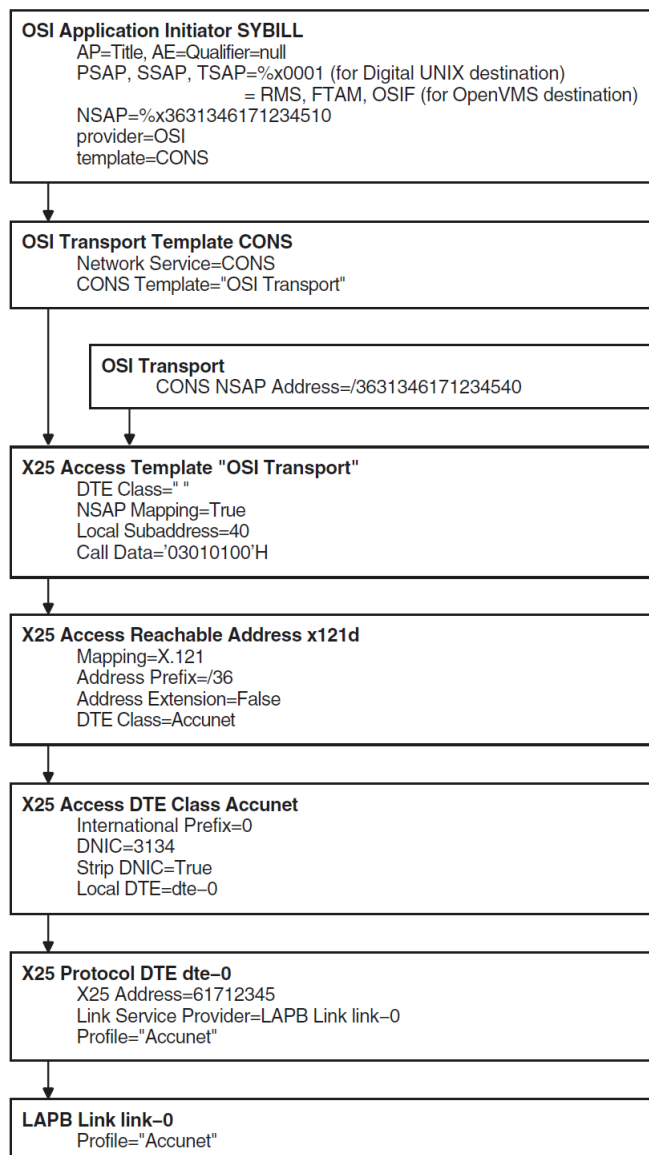 OSI Application Initiator SYBILL
AP=Title, AE=Qualifier=null
PSAP, SSAP, TSAP=%x0001 (for Digital UNIX destination)
= RMS, FTAM, OSIF (for OpenVMS destination)
NSAP=%x3631346171234510
provider=OSI
template=CONS
OSI Transport Template CONS
Network Service=CONS
CONS Template="OSI Transport"
OSI Transport
CONS NSAP Address=/3631346171234540
X25 Access Template "OSI Transport"
DTE Class=" "
NSAP Mapping=True
Local Subaddress=40
Call Data='03010100'H
X25 Access Reachable Address x121d
Mapping=X.121
Address Prefix=/36
Address Extension=False
DTE Class=Accunet
X25 Access DTE Class Accunet
International Prefix=0
DNIC=3134
Strip DNIC=True
Local DTE=dte–0
X25 Protocol DTE dte–0
X25 Address=61712345
Link Service Provider=LAPB Link link–0
Profile="Accunet"
LAPB Link link–0
Profile="Accunet"